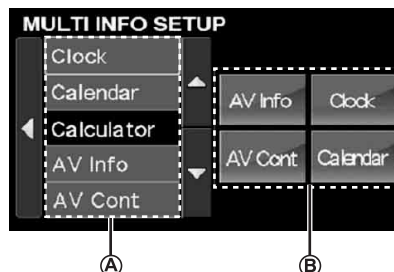 MULTI INFO SETUP
Clock
Calendar
Calculator
AV Info
AV Cont
AV Info
Clock
AV Cont
Calendar
A
B